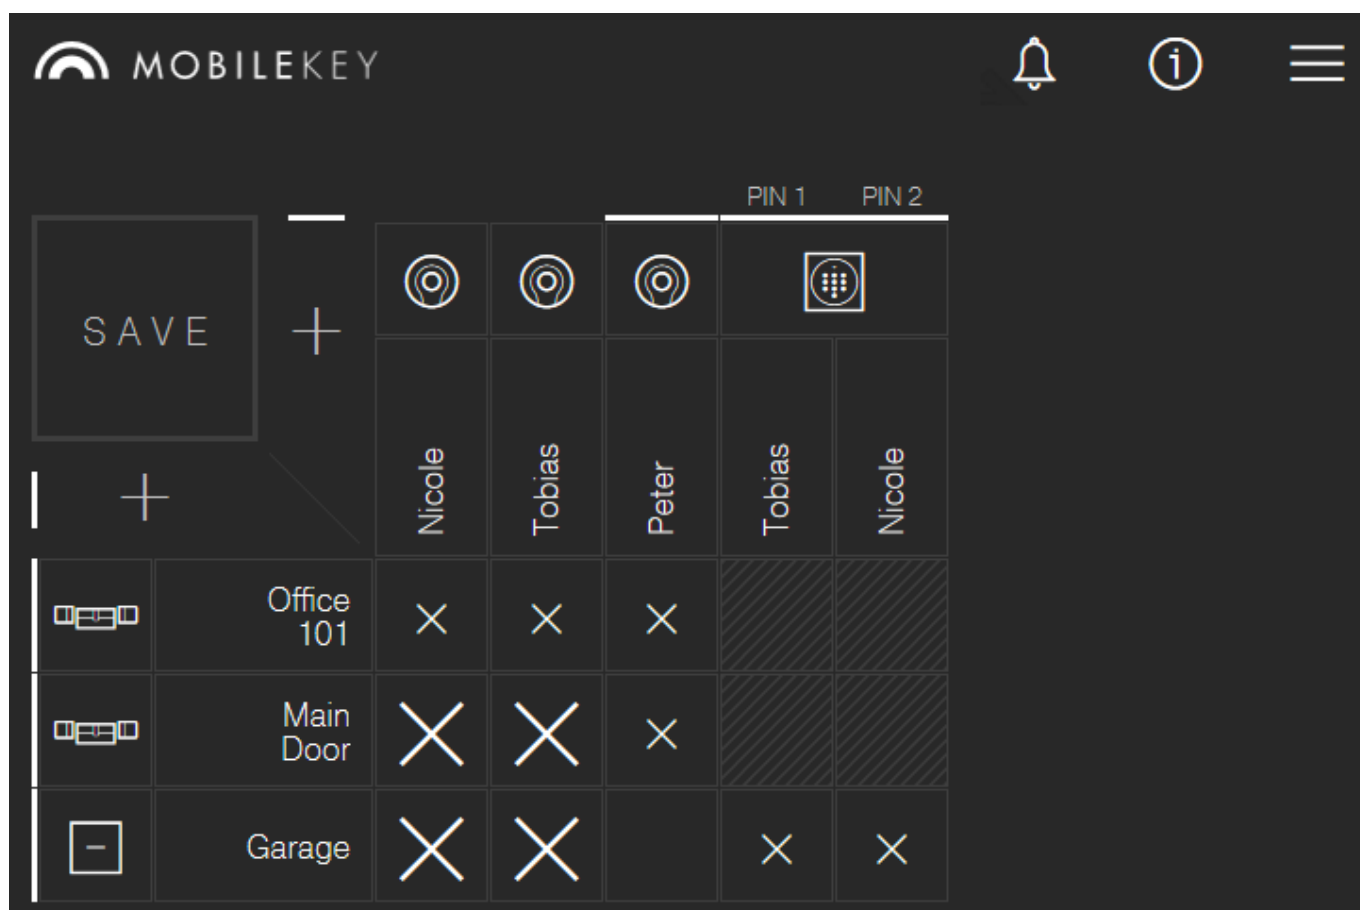 MOBILEKEY
PIN 1 PIN 2
SAVE
Nicole Tobias Peter Tobias Nicole
Office
101
Main
Door
Garage